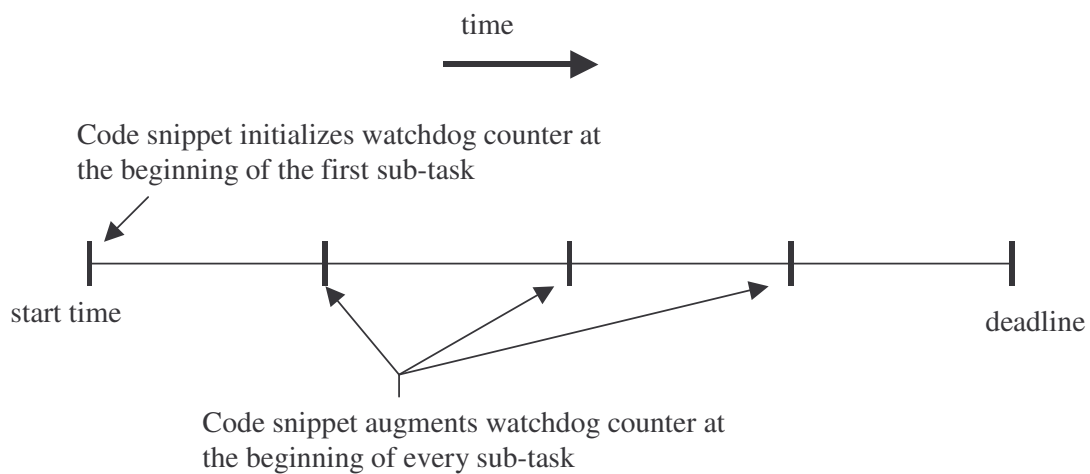 time
Code snippet initializes watchdog counter at
the beginning of the first sub-task
start time
deadline
Code snippet augments watchdog counter at
the beginning of every sub-task